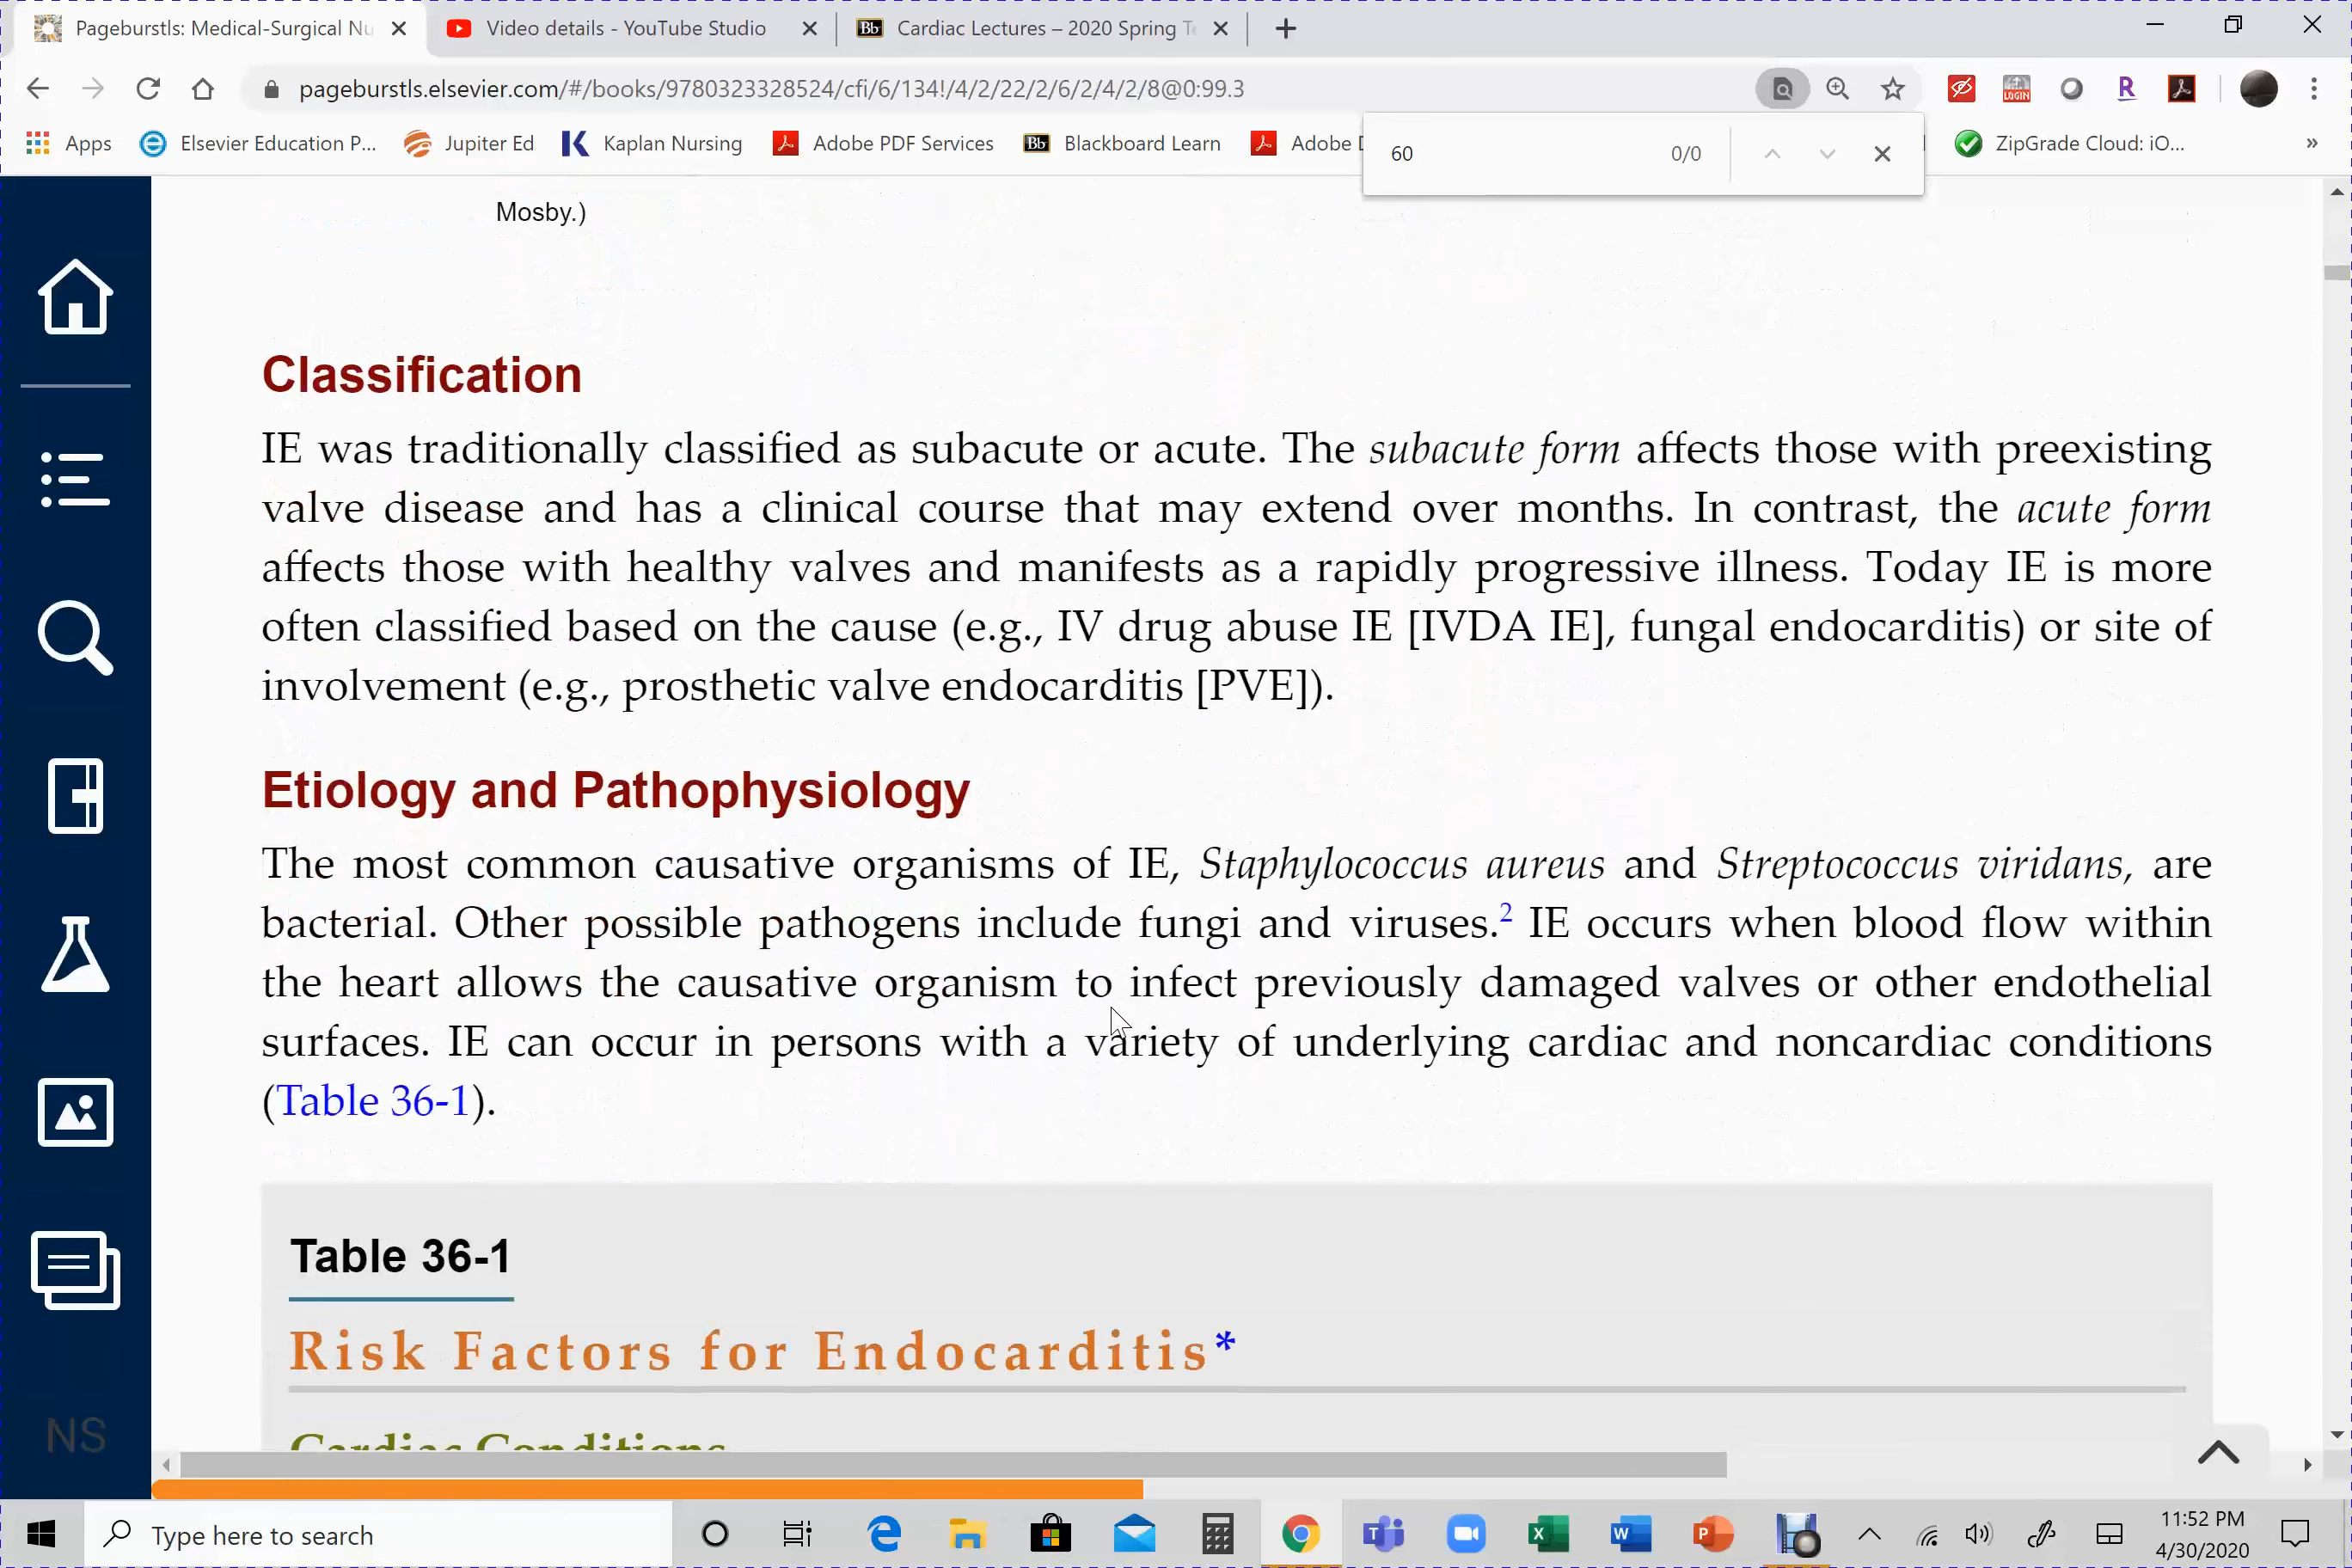 Pageburstls: Medical-Surgical Nu
Video details - YouTube Studio
Bb Cardiac Lectures – 2020 Spring Te
pageburstls.elsevier.com/#/books/9780323328524/cfi/6/134!/4/2/22/2/6/2/4/2/8@0:99.3
LOGIN
R
Apps
Elsevier Education P...
Jupiter Ed
Kaplan Nursing
Adobe PDF Services
Bb Blackboard Learn
Adobe
ZipGrade Cloud: iO...
»
60 0/0
Mosby.)
Classification
IE was traditionally classified as subacute or acute. The subacute form affects those with preexisting
valve disease and has a clinical course that may extend over months. In contrast, the acute form
affects those with healthy valves and manifests as a rapidly progressive illness. Today IE is more
often classified based on the cause (e.g., IV drug abuse IE [IVDA IE], fungal endocarditis) or site of
involvement (e.g., prosthetic valve endocarditis [PVE]).
Etiology and Pathophysiology
The most common causative organisms of IE, Staphylococcus aureus and Streptococcus viridans, are
bacterial. Other possible pathogens include fungi and viruses.2 IE occurs when blood flow within
the heart allows the causative organism to infect previously damaged valves or other endothelial
surfaces. IE can occur in persons with a variety of underlying cardiac and noncardiac conditions
(Table 36-1).
Table 36-1
Risk Factors for Endocarditis*
Cardiac Conditions
NS
Type here to search
11:52 PM
4/30/2020